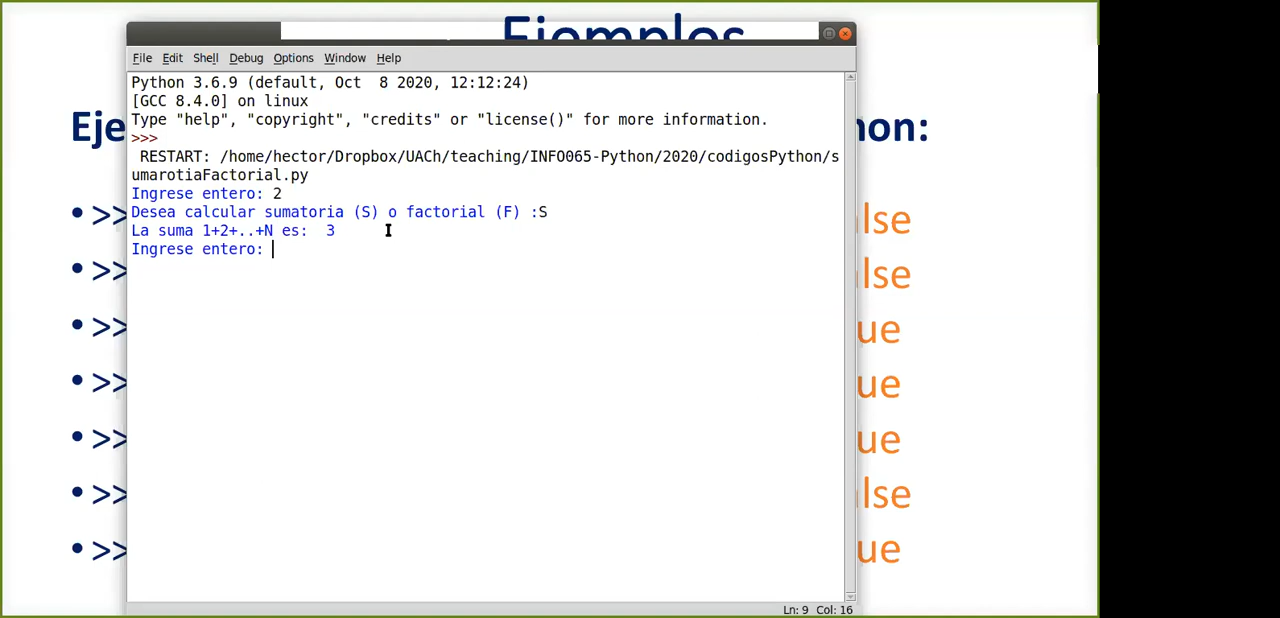 Ejemplos
File Edit Shell Debug Options Window Help
Python 3.6.9 (default, Oct  8 2020, 12:12:24)
[GCC 8.4.0] on linux
Type "help", "copyright", "credits" or "license()" for more information.
>>>
RESTART: /home/hector/Dropbox/UACh/teaching/INFO065-Python/2020/codigosPython/s
umarotiaFactorial.py
Ingrese entero: 2
Desea calcular sumatoria (S) o factorial (F) :S
La suma 1+2+..+N es:  3
Ingrese entero:
Eje
hon:
• >> lse
• >> lse
• >> ue
• >> ue
• >> ue
• >> lse
• >> ue
Ln: 9 Col: 16